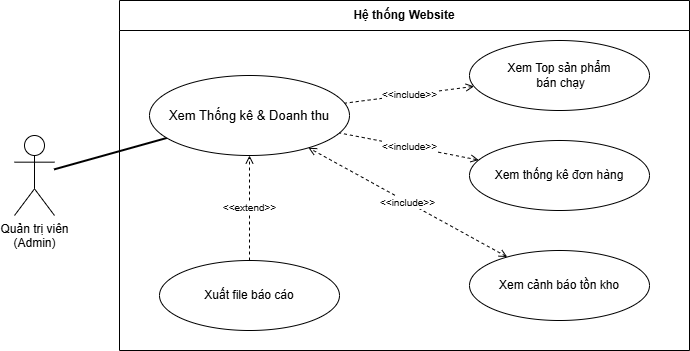 Hệ thống Website
Xem Top sản phẩm
bán chạy
<<include>>
Xem Thống kê & Doanh thu
<<include>>
Xem thống kê đơn hàng
<<extend>>
<<include>>
Quản trị viên
(Admin)
Xuất file báo cáo
Xem cảnh báo tồn kho